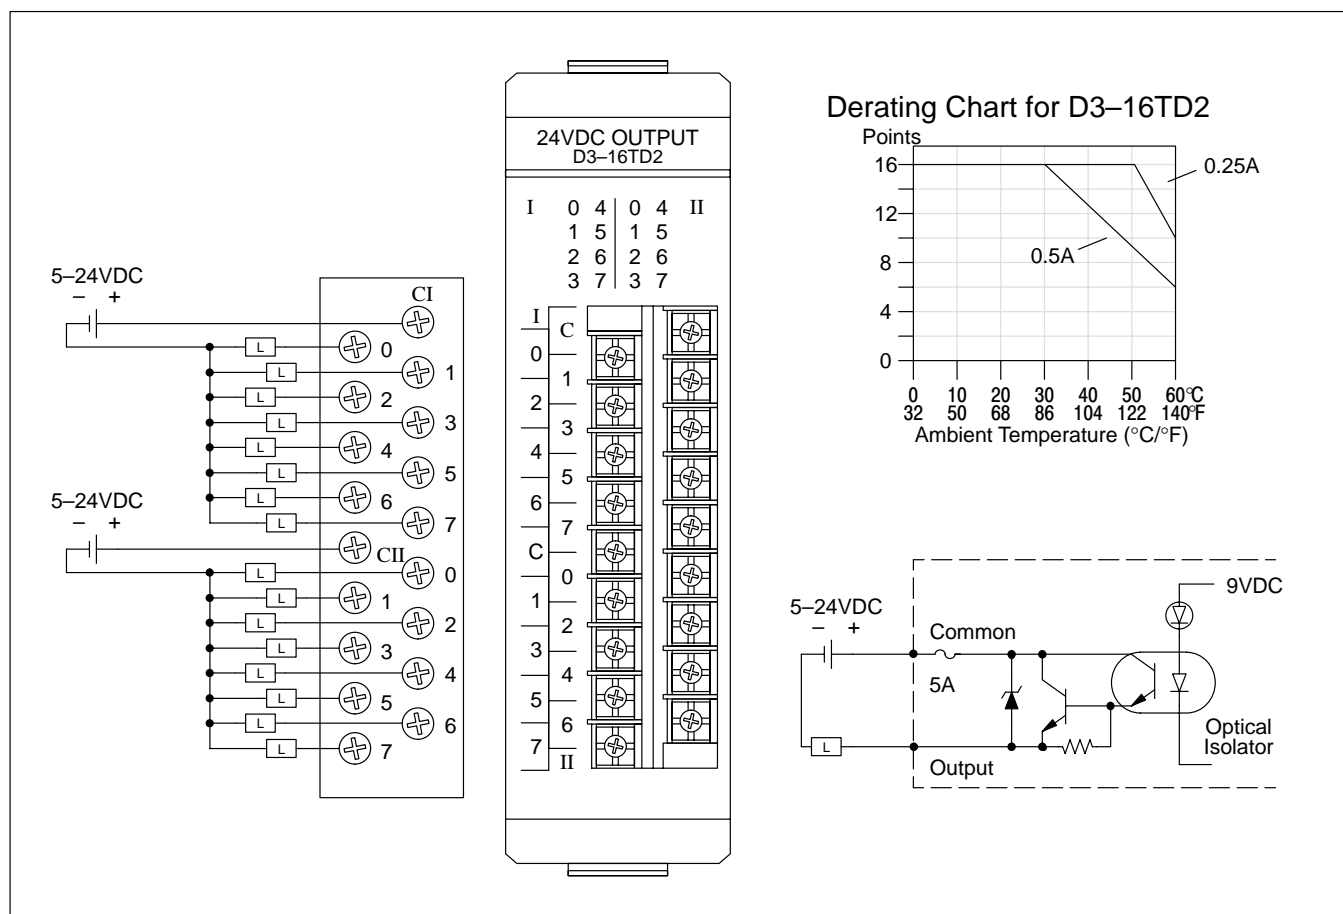 24VDC OUTPUT
D3–16TD2
I 0 4 0 4 II
1 5 1 5
2 6 2 6
3 7 3 7
I
C
0
1
2
3
4
5
6
7
C
0
1
2
3
4
5
6
7
II
5–24VDC
– +
CI
L 0
L 1
L 2
L 3
L 4
L 5
L 6
L 7
5–24VDC
– +
CII
L 0
L 1
L 2
L 3
L 4
L 5
L 6
L 7
Derating Chart for D3–16TD2
Points
16
12
8
4
0
0.25A
0.5A
0 10 20 30 40 50 60°C
32 50 68 86 104 122 140°F
Ambient Temperature (°C/°F)
5–24VDC
– +
Common
5A
L
Output
9VDC
Optical
Isolator